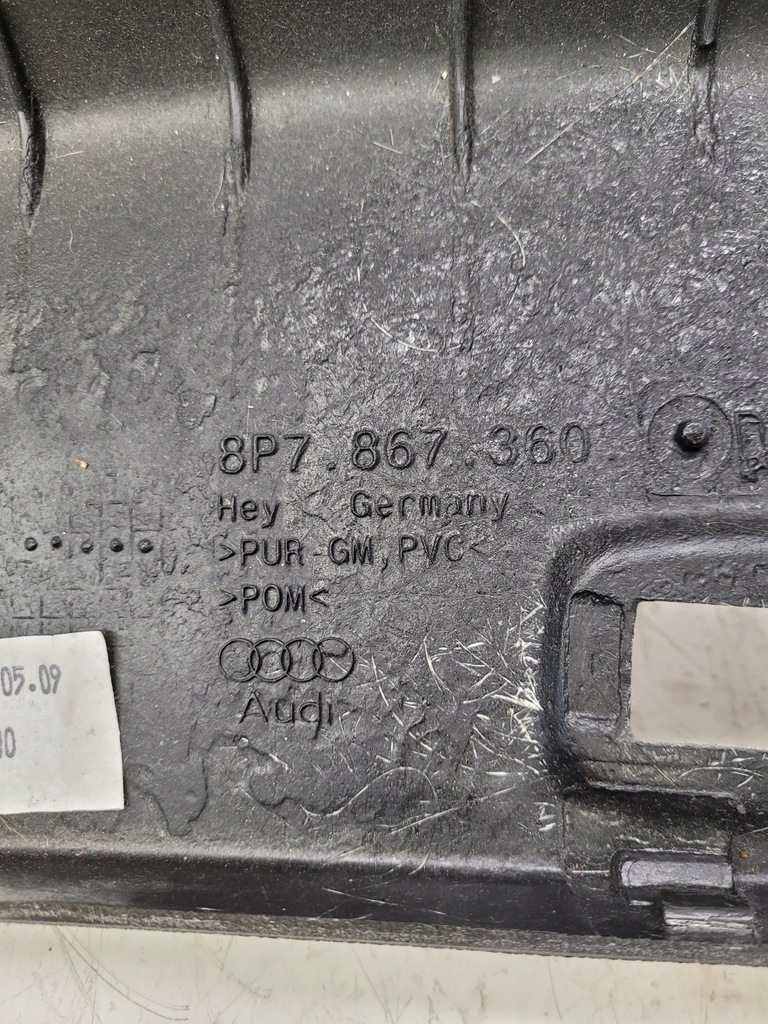 8P7.867.360
Hey Germany
>PUR-GM,PVC<
>POM<
Audi
05.09